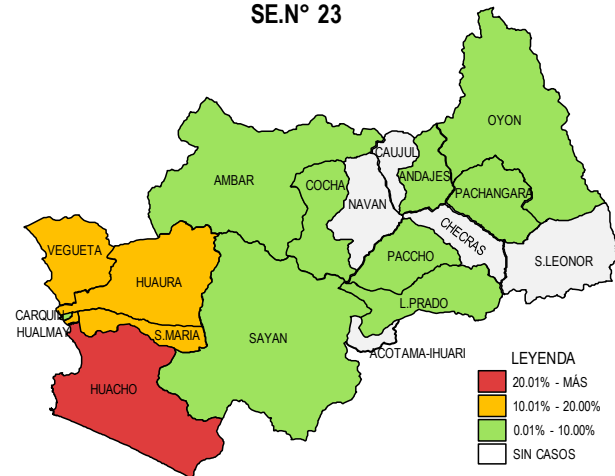 SE.N° 23
OYON
CAUJUL
ANDAJES
AMBAR
COCHA
PACHANGARA
NAVAN
CHECRAS
VEGUETA
PACCHO
S.LEONOR
HUAURA
L.PRADO
CARQUIN
HUALMAY
S.MARIA
SAYAN
ACOTAMA-IHUARI
HUACHO
LEYENDA
20.01% - MÁS
10.01% - 20.00%
0.01% - 10.00%
SIN CASOS